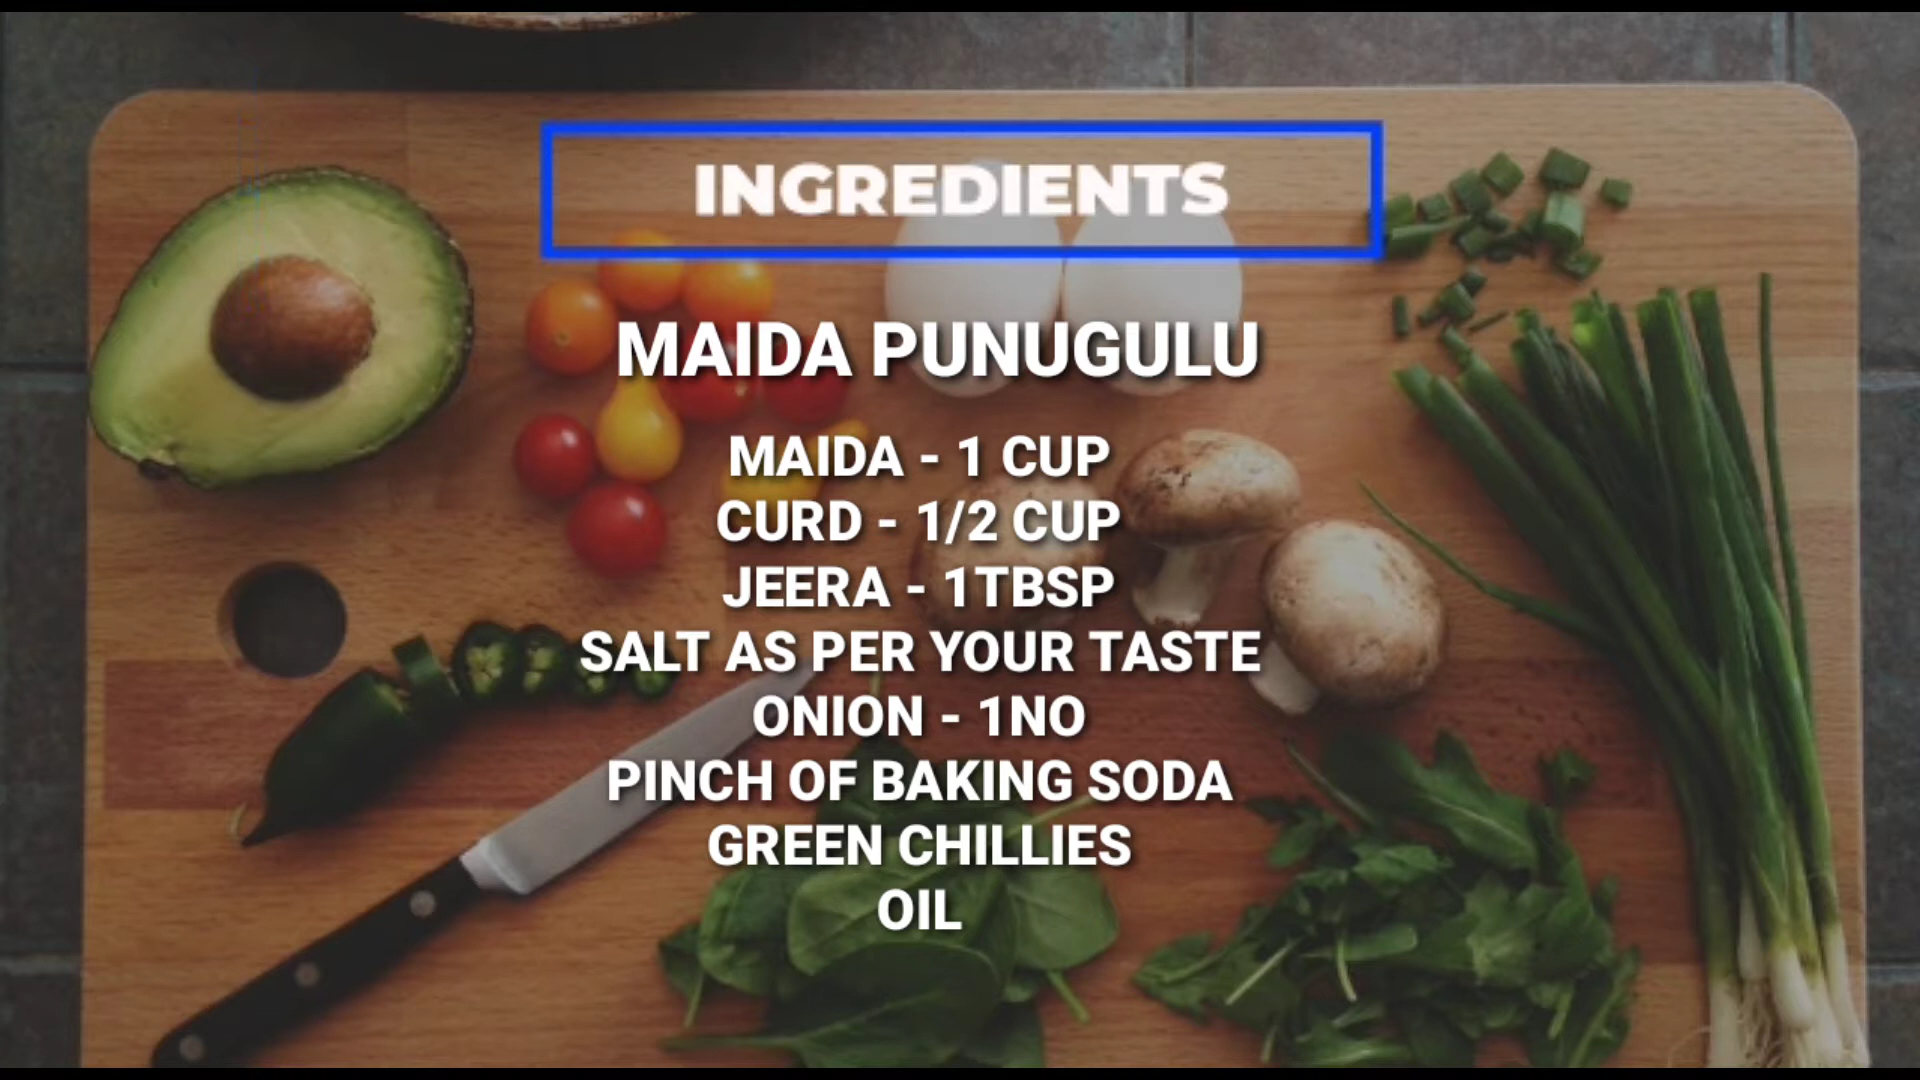 INGREDIENTS
MAIDA PUNUGULU
MAIDA - 1 CUP
CURD - 1/2 CUP
JEERA - 1TBSP
SALT AS PER YOUR TASTE
ONION - 1NO
PINCH OF BAKING SODA
GREEN CHILLIES
OIL